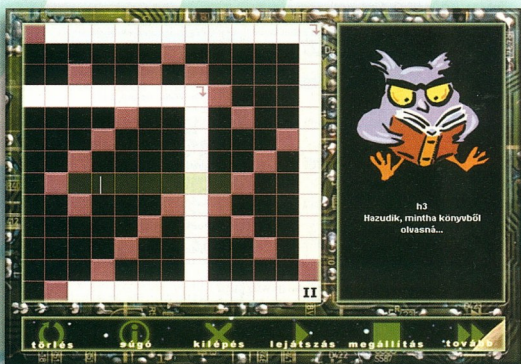 h3
Hazudik, mintha könyvből
olvasná...
II
törlés súgó kilépés lejátszás megállítás tovább